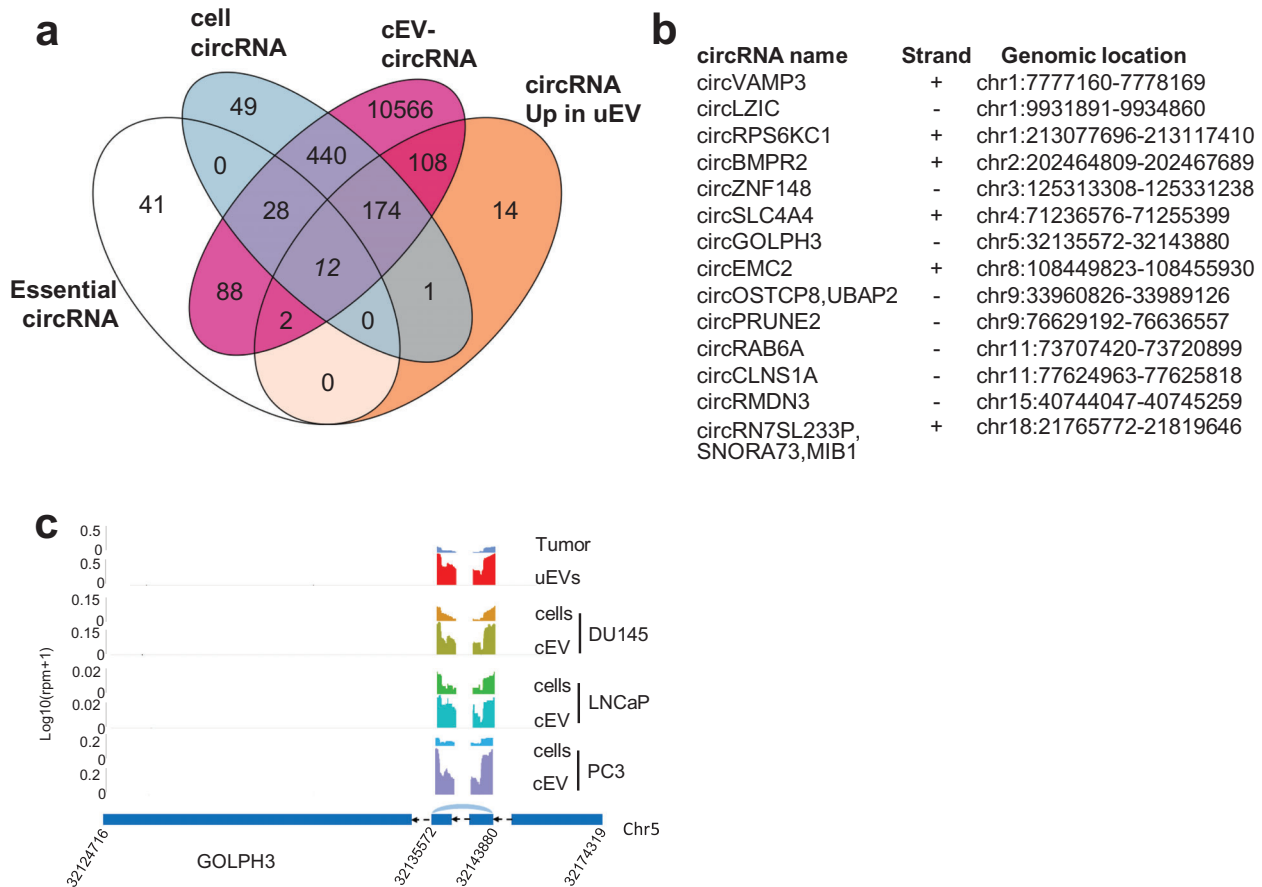 a
cell
circRNA
cEV-
circRNA
circRNA
Up in uEV
Essential
circRNA
49
10566
0
440
108
41
28
174
14
12
88
1
2
0
0
b
circRNA name Strand Genomic location
circVAMP3 + chr1:7777160-7778169
circLZIC - chr1:9931891-9934860
circRPS6KC1 + chr1:213077696-213117410
circBMPR2 + chr2:202464809-202467689
circZNF148 - chr3:125313308-125331238
circSLC4A4 + chr4:71236576-71255399
circGOLPH3 - chr5:32135572-32143880
circEMC2 + chr8:108449823-108455930
circOSTCP8,UBAP2 - chr9:33960826-33989126
circPRUNE2 - chr9:76629192-76636557
circRAB6A - chr11:73707420-73720899
circCLNS1A - chr11:77624963-77625818
circRMDN3 - chr15:40744047-40745259
circRN7SL233P, + chr18:21765772-21819646
SNORA73,MIB1
c
Log10(rpm+1)
0.5
0
Tumor
0.5
0
uEVs
0.15
0
cells
0.15
0
cEV
DU145
0.02
0
cells
0.02
0
cEV
LNCaP
0.2
0
cells
0.2
0
cEV
PC3
Chr5
32124716
GOLPH3
32135572
32143880
32174319